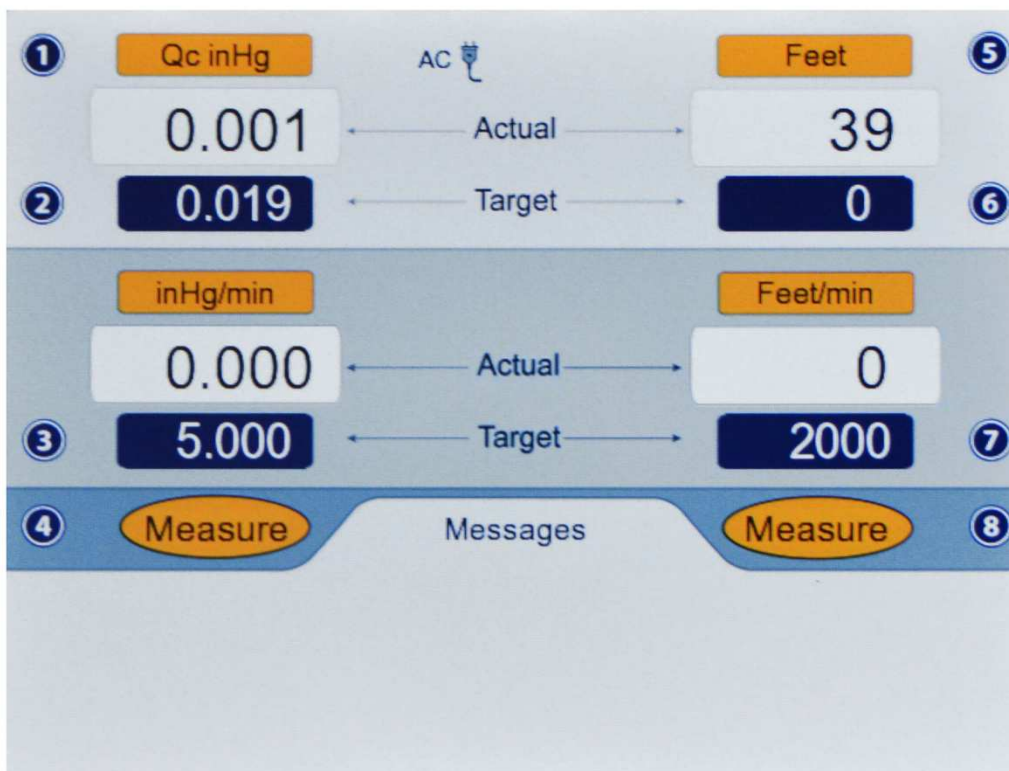 1 Qc inHg AC Feet 5
0.001 Actual 39
2 0.019 Target 0 6
inHg/min Feet/min
0.000 Actual 0
3 5.000 Target 2000 7
4 Measure Messages Measure 8